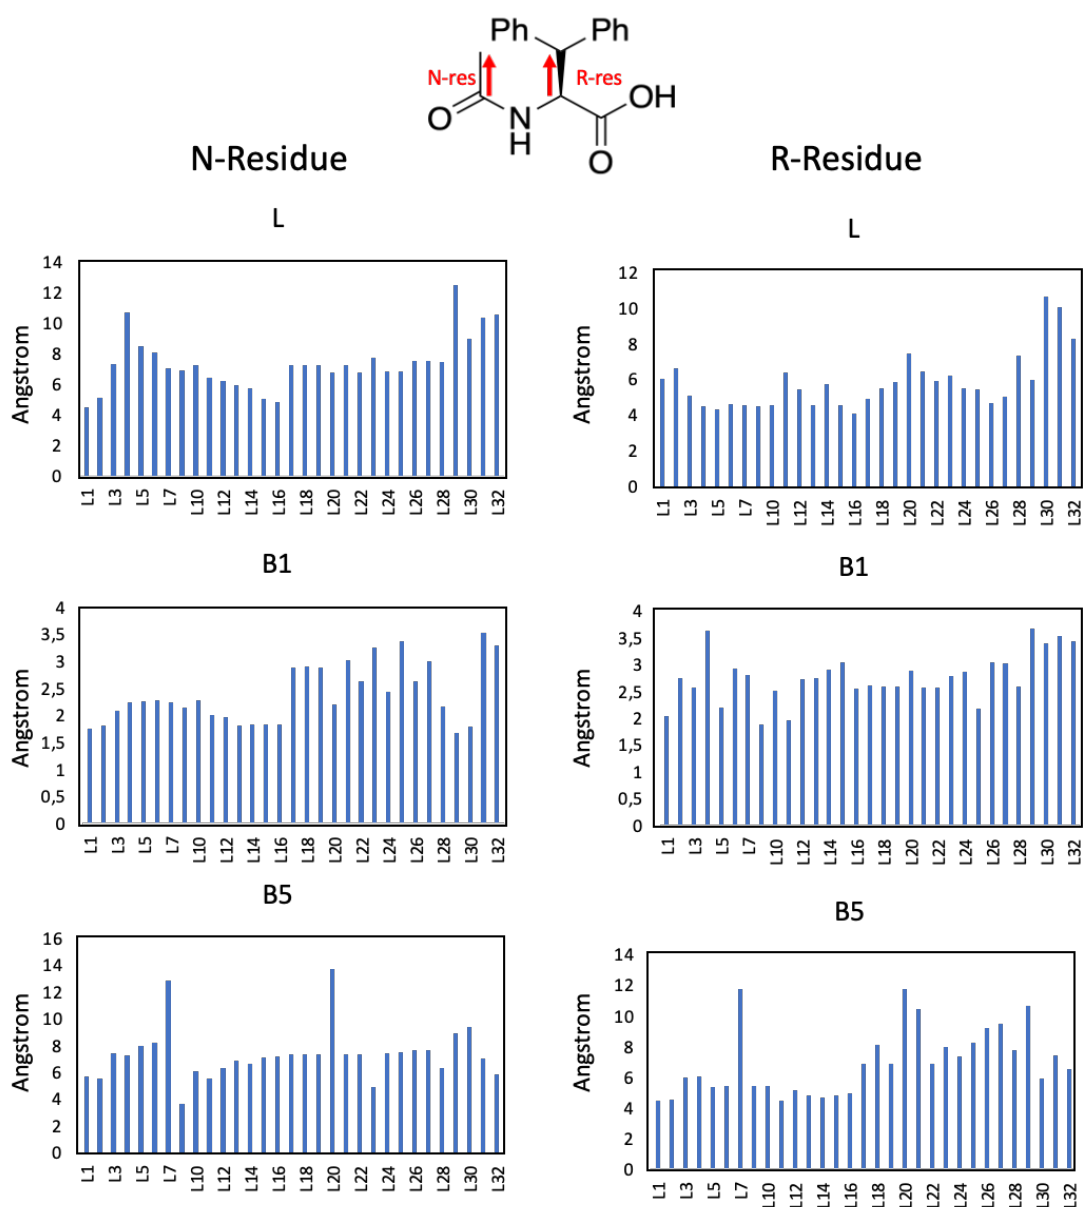 Ph Ph
N-res R-res
O N H OH O
N-Residue R-Residue
L
14
12
10
8
6
4
2
0
Angstrom
L1 L3 L5 L7 L10 L12 L14 L16 L18 L20 L22 L24 L26 L28 L30 L32
L
12
10
8
6
4
2
0
Angstrom
L1 L3 L5 L7 L10 L12 L14 L16 L18 L20 L22 L24 L26 L28 L30 L32
B1
4
3,5
3
2,5
2
1,5
1
0,5
0
Angstrom
L1 L3 L5 L7 L10 L12 L14 L16 L18 L20 L22 L24 L26 L28 L30 L32
B1
4
3,5
3
2,5
2
1,5
1
0,5
0
Angstrom
L1 L3 L5 L7 L10 L12 L14 L16 L18 L20 L22 L24 L26 L28 L30 L32
B5
16
14
12
10
8
6
4
2
0
Angstrom
L1 L3 L5 L7 L10 L12 L14 L16 L18 L20 L22 L24 L26 L28 L30 L32
B5
14
12
10
8
6
4
2
0
Angstrom
L1 L3 L5 L7 L10 L12 L14 L16 L18 L20 L22 L24 L26 L28 L30 L32